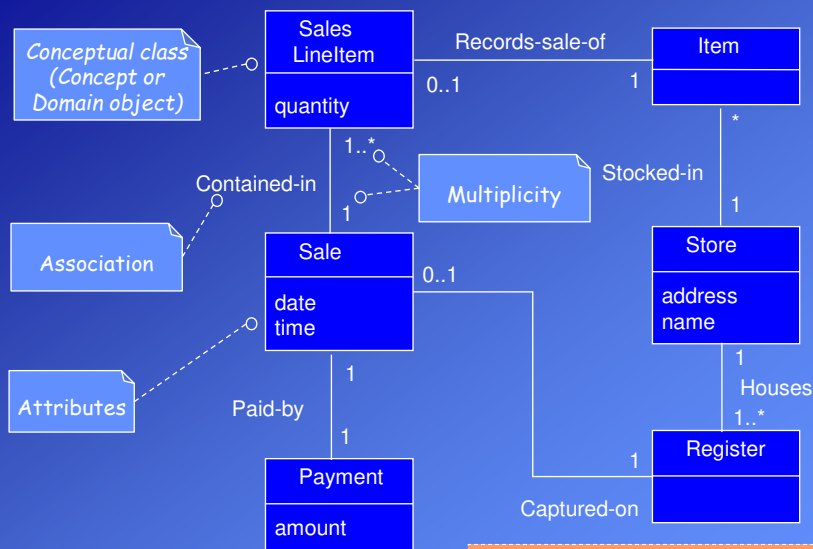 Conceptual class
(Concept or
Domain object)
Sales
LineItem
quantity
Records-sale-of
0..1
1
Item
*
1..*
Contained-in
1
Multiplicity
Stocked-in
1
Association
Sale
date
time
0..1
Store
address
name
Attributes
1
Paid-by
1
1
Houses
1..*
Payment
amount
1
Captured-on
Register